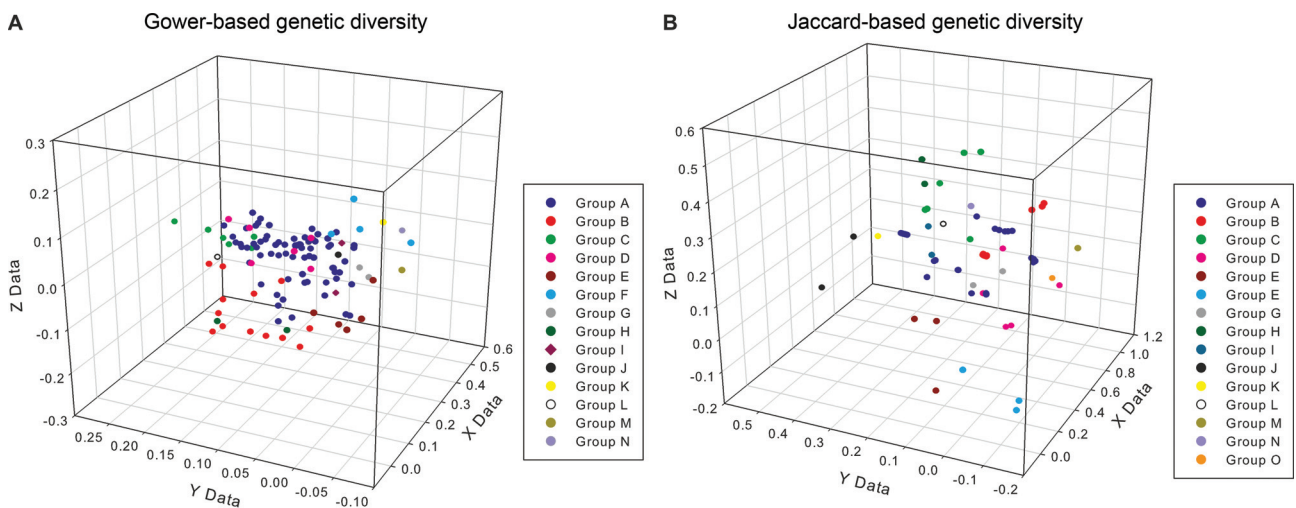 A
Gower-based genetic diversity
Z Data
0.3
0.2
0.1
0.0
-0.1
-0.2
-0.3
0.25
0.20
0.15
0.10
0.05
0.00
-0.05
-0.10
Y Data
0.0
0.1
0.2
0.3
0.4
0.5
0.6
X Data
Group A
Group B
Group C
Group D
Group E
Group F
Group G
Group H
Group I
Group J
Group K
Group L
Group M
Group N
B
Jaccard-based genetic diversity
Z Data
0.6
0.5
0.4
0.3
0.2
0.1
0.0
-0.1
-0.2
0.5
0.4
0.3
0.2
0.1
0.0
-0.1
-0.2
Y Data
0.0
0.2
0.4
0.6
0.8
1.0
1.2
X Data
Group A
Group B
Group C
Group D
Group E
Group E
Group G
Group H
Group I
Group J
Group K
Group L
Group M
Group N
Group O